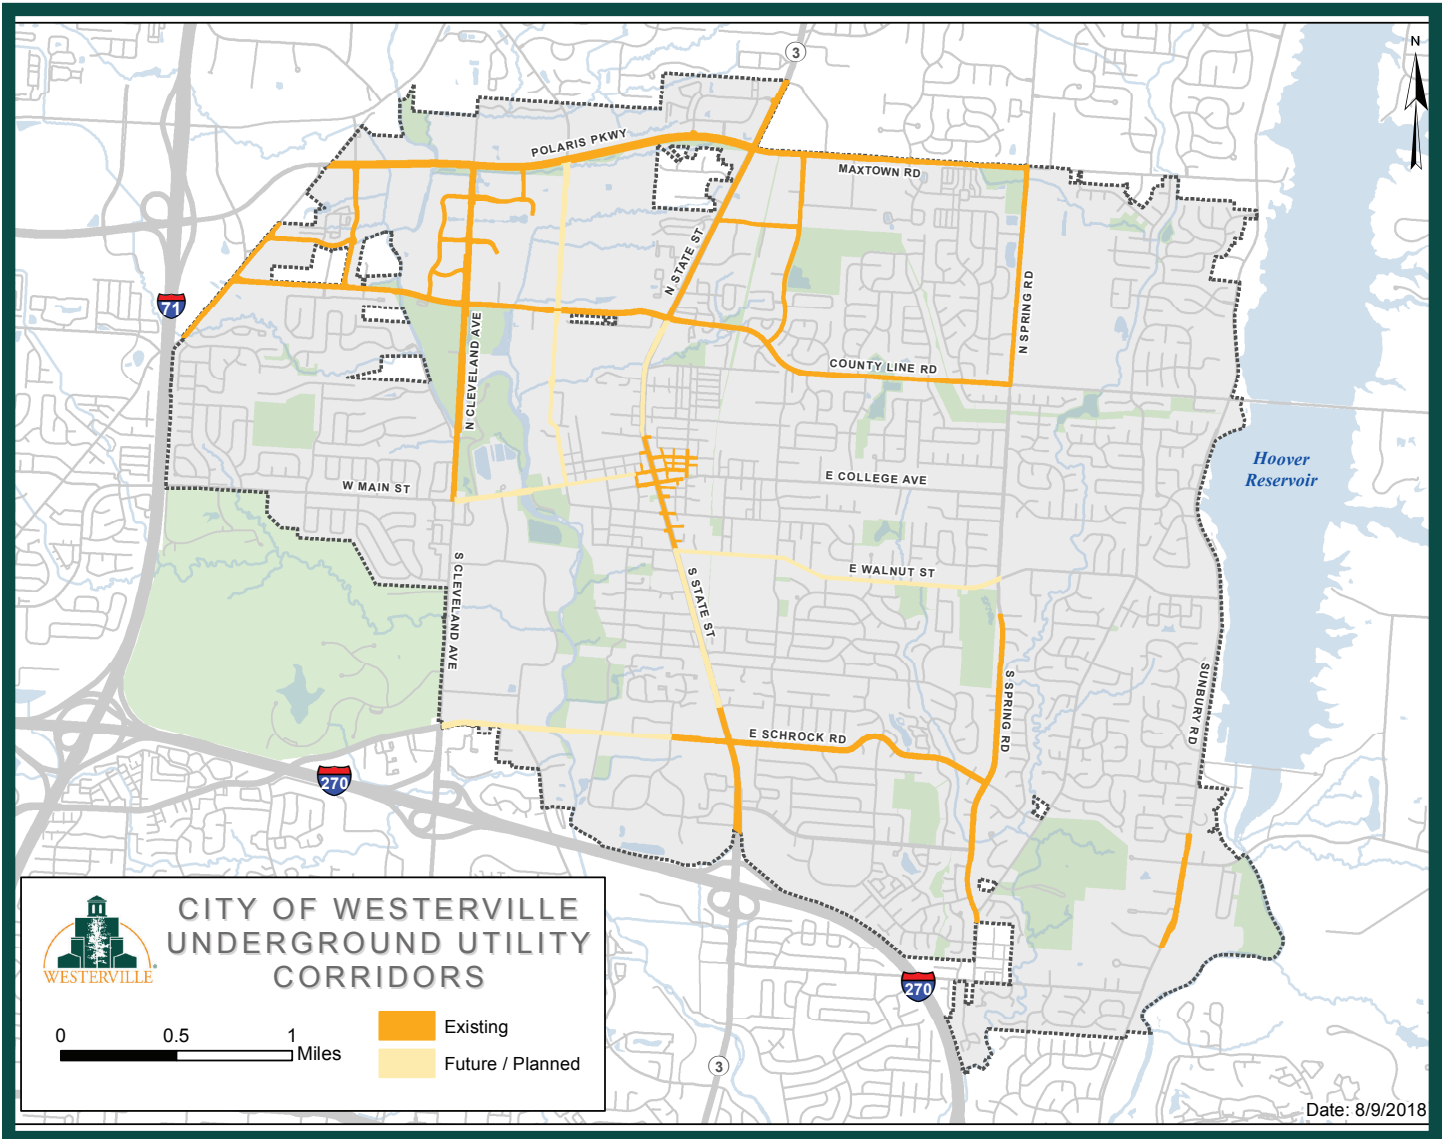 N
3
POLARIS PKWY
MAXTOWN RD
N STATE ST
N SPRING RD
71
N CLEVELAND AVE
COUNTY LINE RD
Hoover
Reservoir
E COLLEGE AVE
W MAIN ST
E WALNUT ST
S CLEVELAND AVE
S STATE ST
S SPRING RD
SUNBURY RD
E SCHROCK RD
270
270
3
CITY OF WESTERVILLE
UNDERGROUND UTILITY
CORRIDORS
WESTERVILLE
0 0.5 1
Miles
Existing
Future / Planned
Date: 8/9/2018